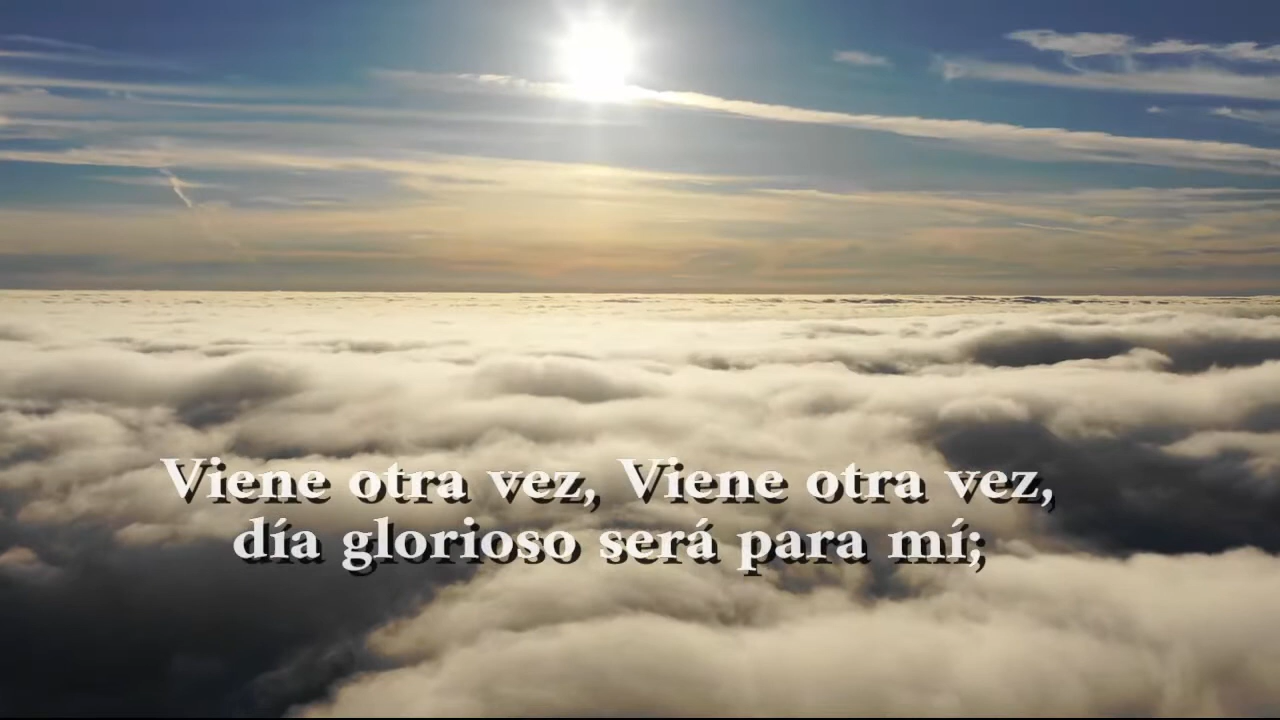 Viene otra vez, Viene otra vez,
día glorioso será para mí;